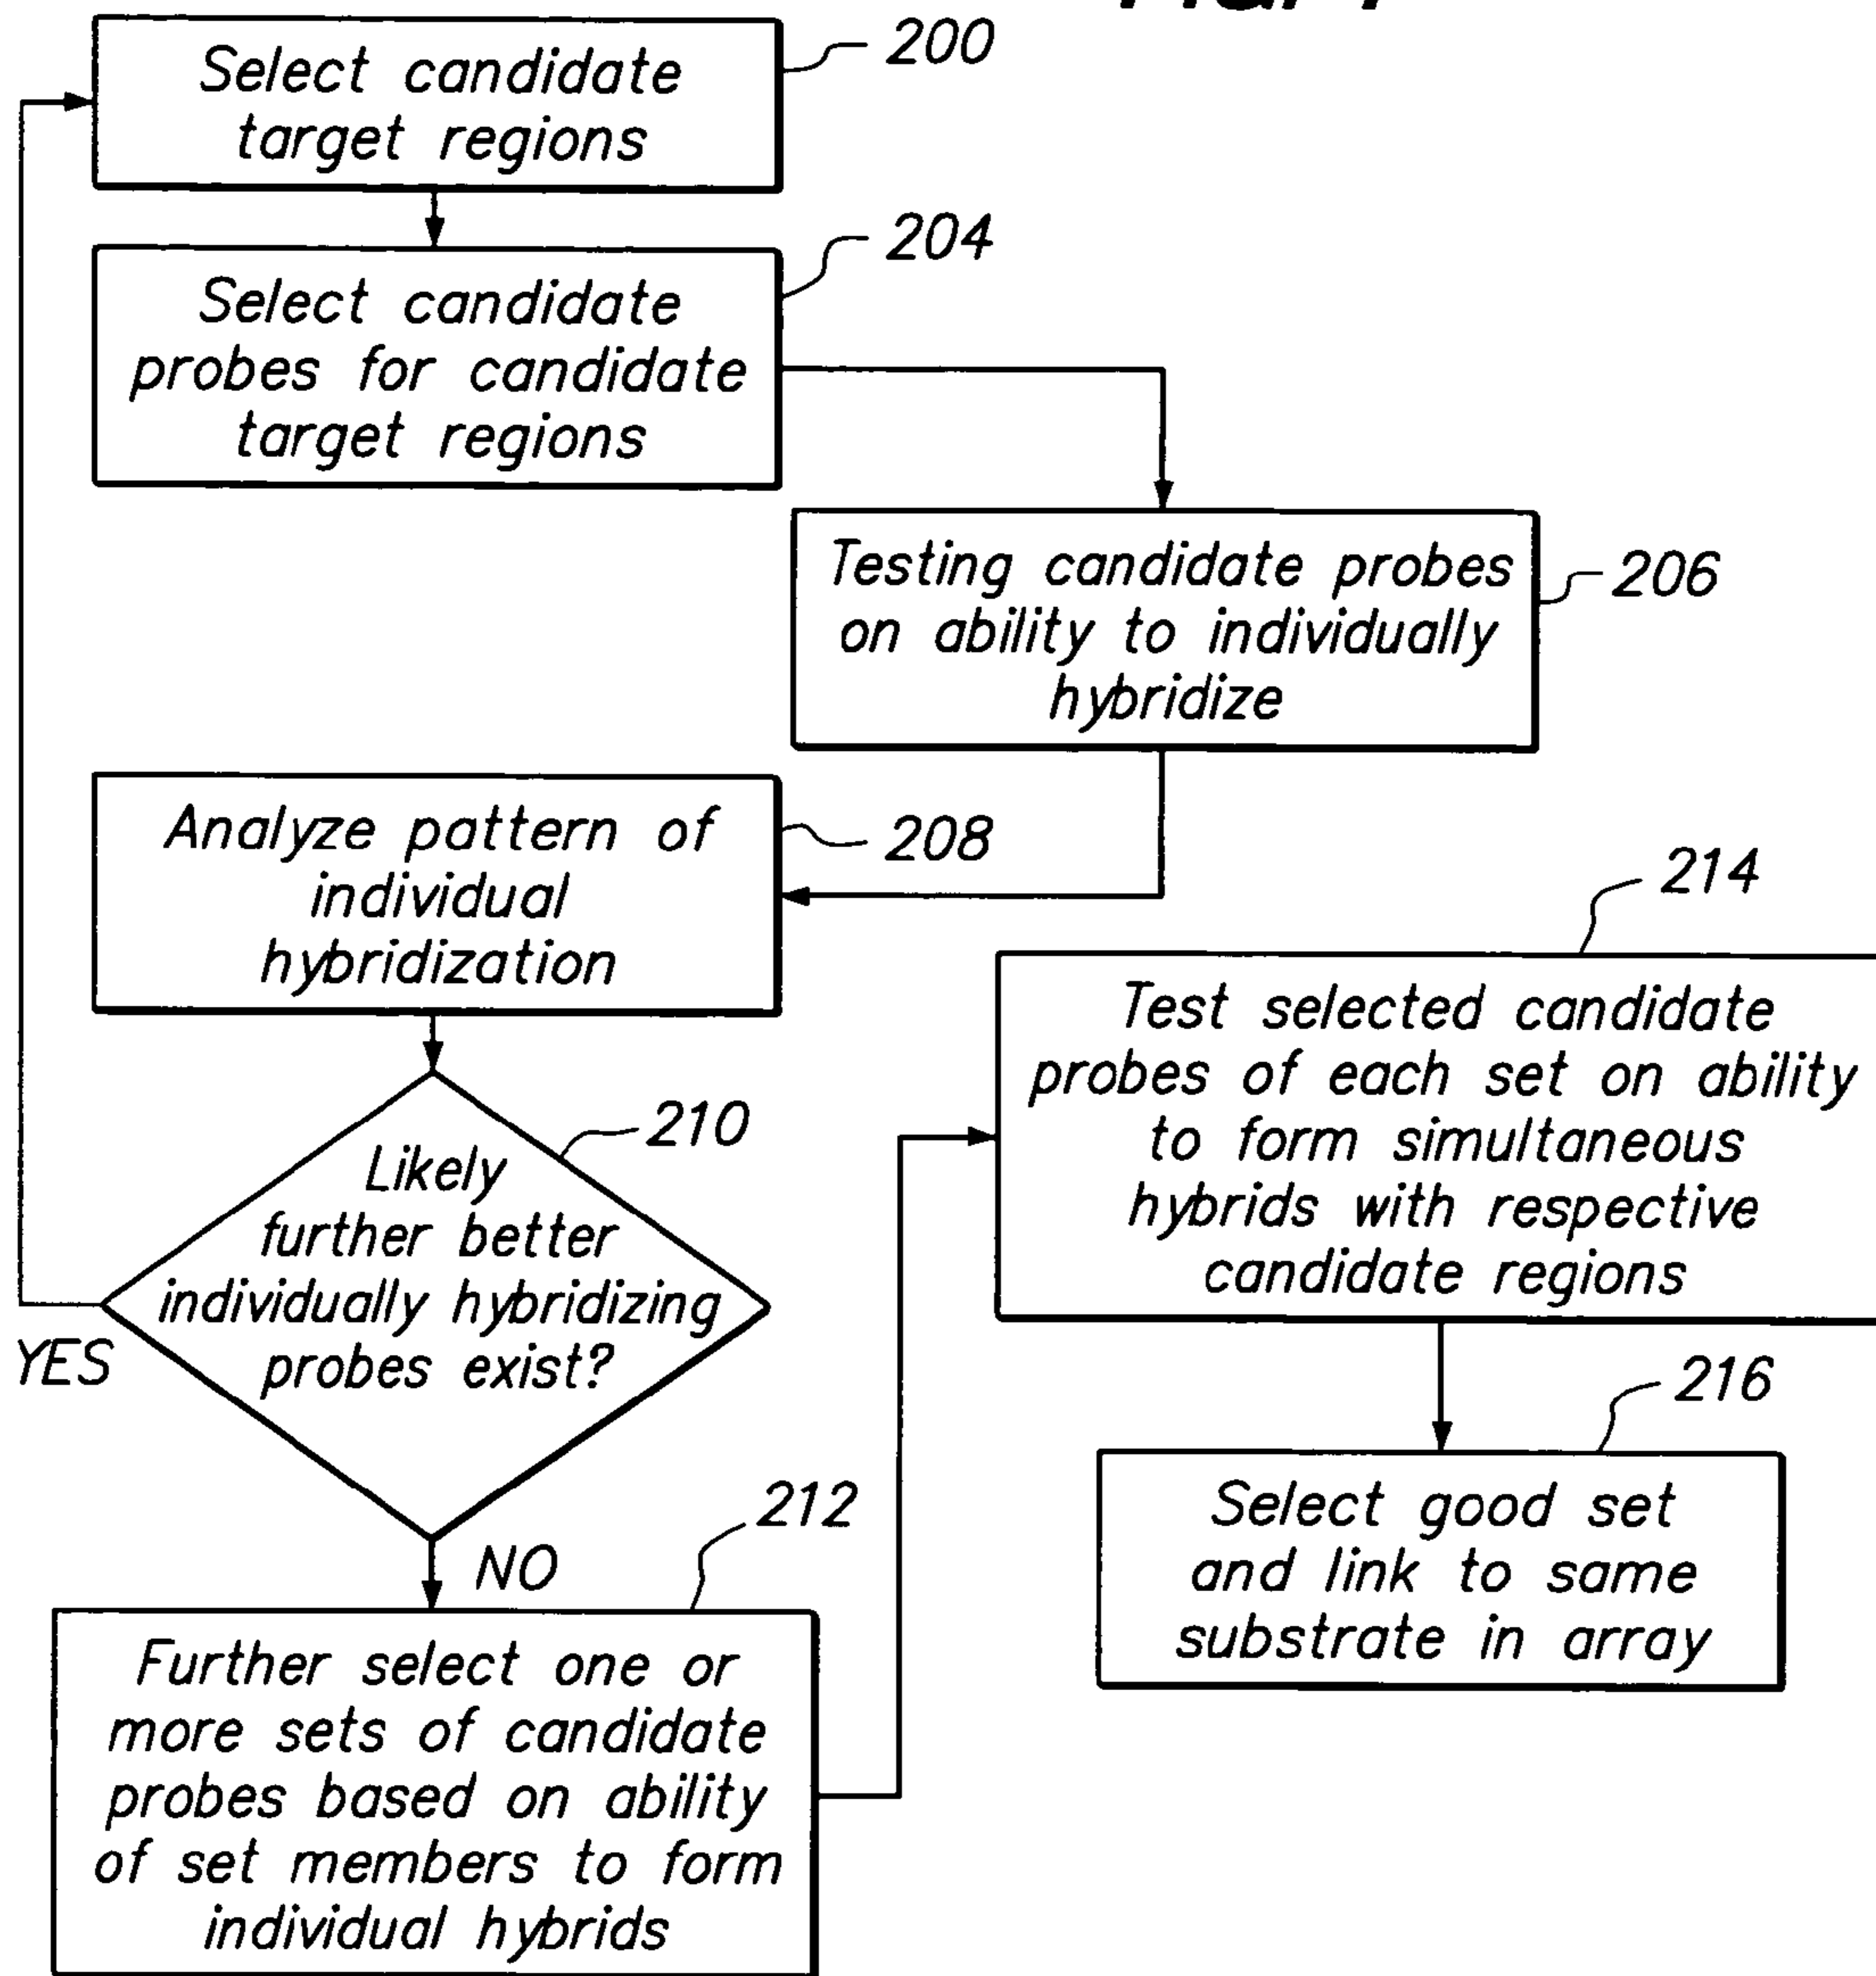 Select candidate
target regions
200
Select candidate
probes for candidate
target regions
204
Testing candidate probes
on ability to individually
hybridize
206
Analyze pattern of
individual
hybridization
208
Likely
further better
individually hybridizing
probes exist?
210
YES
NO
Further select one or
more sets of candidate
probes based on ability
of set members to form
individual hybrids
212
Test selected candidate
probes of each set on ability
to form simultaneous
hybrids with respective
candidate regions
214
Select good set
and link to same
substrate in array
216